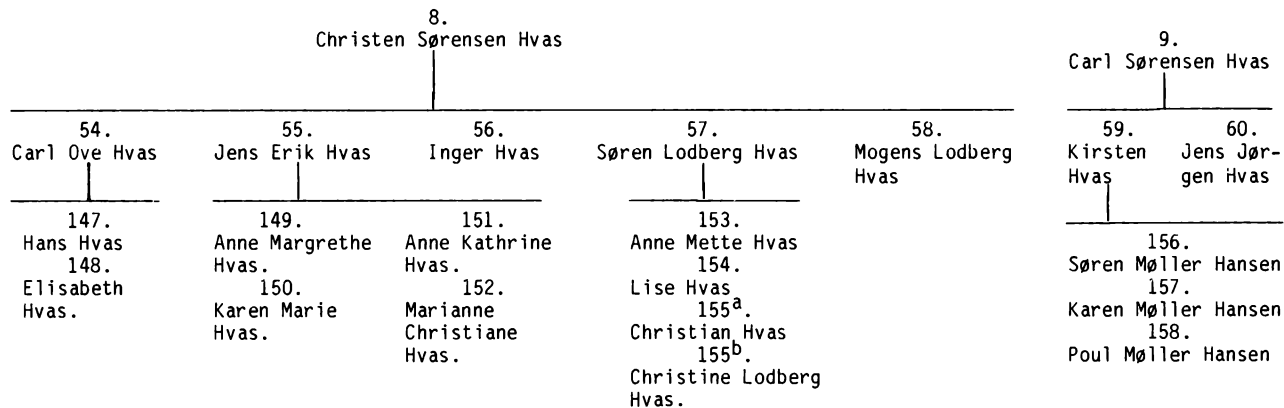 8.
Christen Sørensen Hvas
9.
Carl Sørensen Hvas
54.
Carl Ove Hvas
55.
Jens Erik Hvas
56.
Inger Hvas
57.
Søren Lodberg Hvas
58.
Mogens Lodberg
Hvas
59.
Kirsten
Hvas
60.
Jens Jør-
gen Hvas
147.
Hans Hvas
148.
Elisabeth
Hvas.
149.
Anne Margrethe
Hvas.
150.
Karen Marie
Hvas.
151.
Anne Kathrine
Hvas.
152.
Marianne
Christiane
Hvas.
153.
Anne Mette Hvas
154.
Lise Hvas
155a.
Christian Hvas
155b.
Christine Lodberg
Hvas.
156.
Søren Møller Hansen
157.
Karen Møller Hansen
158.
Poul Møller Hansen